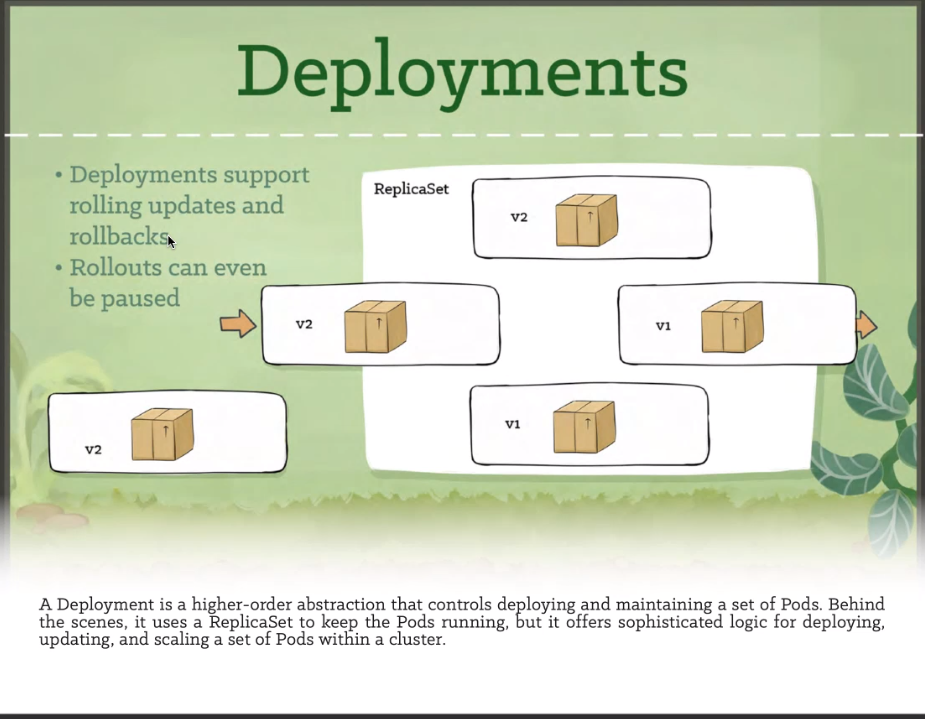 Deployments
• Deployments support
rolling updates and
rollbacks
• Rollouts can even
be paused
ReplicaSet
v2
v2
v1
v2
v1
A Deployment is a higher-order abstraction that controls deploying and maintaining a set of Pods. Behind
the scenes, it uses a ReplicaSet to keep the Pods running, but it offers sophisticated logic for deploying,
updating, and scaling a set of Pods within a cluster.